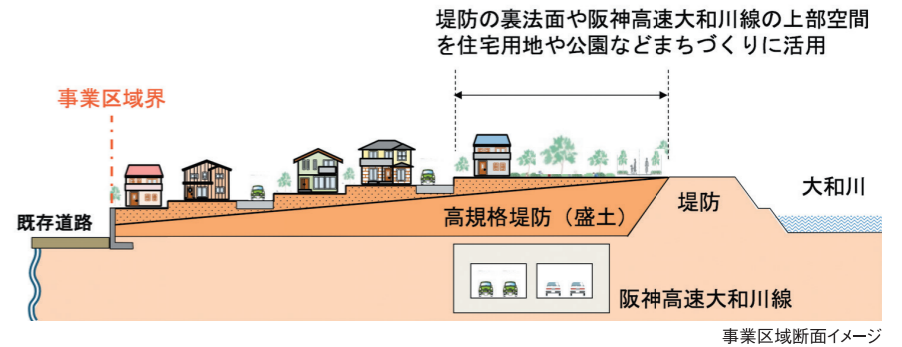 堤防の裏法面や阪神高速大和川線の上部空間
を住宅用地や公園などまちづくりに活用
事業区域界
大和川
堤防
既存道路
高規格堤防（盛土）
阪神高速大和川線
事業区域断面イメージ